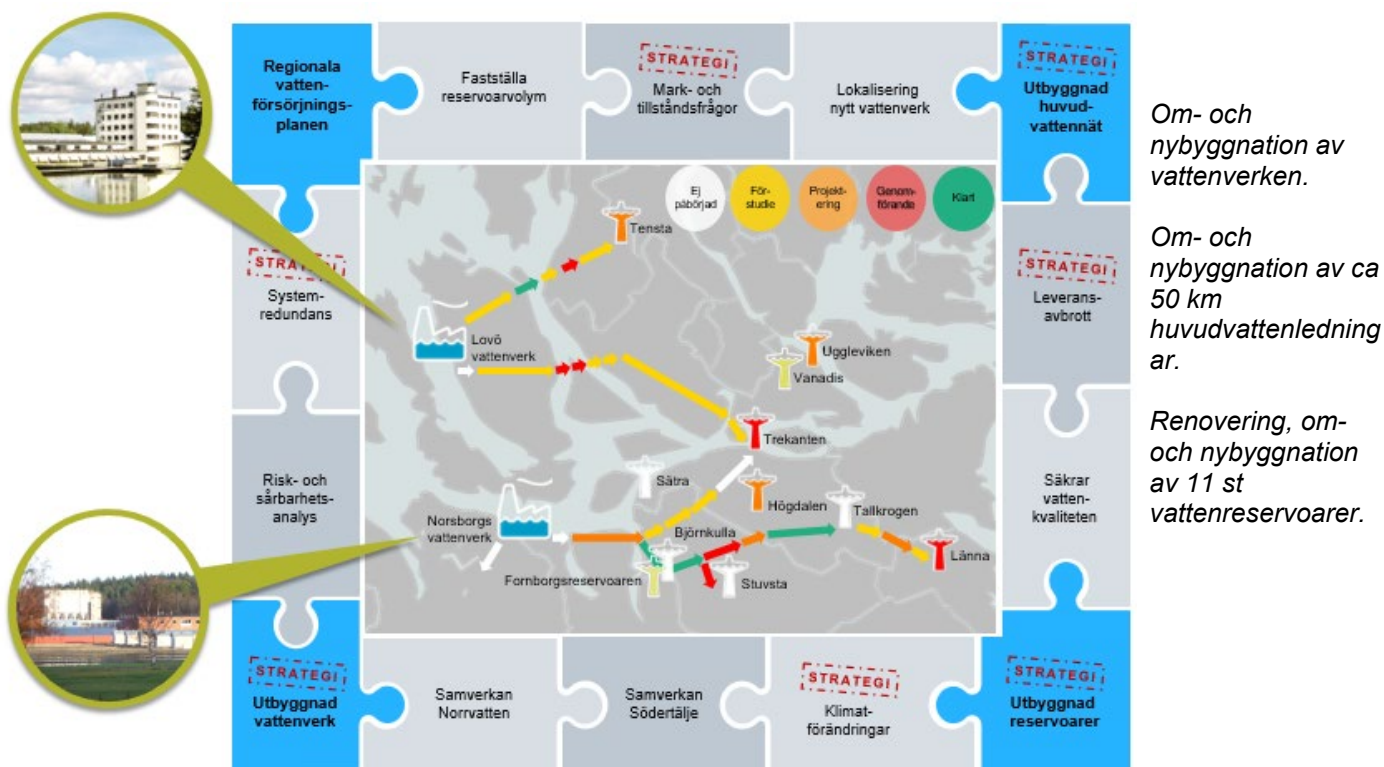 Regionala
vatten-
försörjnings-
planen
Fastställa
reservoarvolym
STRATEGI
Mark- och
tillståndsfrågor
Lokalisering
nytt vattenverk
STRATEGI
Utbyggnad
huvud-
vattennät
Om- och
nybyggnation av
vattenverken.
Om- och
nybyggnation av ca
50 km
huvudvattenledning
ar.
Renovering, om-
och nybyggnation
av 11 st
vattenreservoarer.
Ej
påbörjad
För-
studie
Projekt-
ering
Genom-
förande
Klart
Tensta
STRATEGI
System-
redundans
Lovö
vattenverk
Uggleviken
Vanadis
STRATEGI
Leverans-
avbrott
Trekanten
Sätra
Högdalen
Tallkrogen
Risk- och
sårbarhets-
analys
Norsborgs
vattenverk
Björnkulla
Länna
Fornborgsreservoaren
Stuvsta
Säkrar
vatten-
kvaliteten
STRATEGI
Utbyggnad
vattenverk
Samverkan
Norrvatten
Samverkan
Södertälje
STRATEGI
Klimat-
förändringar
STRATEGI
Utbyggnad
reservoarer